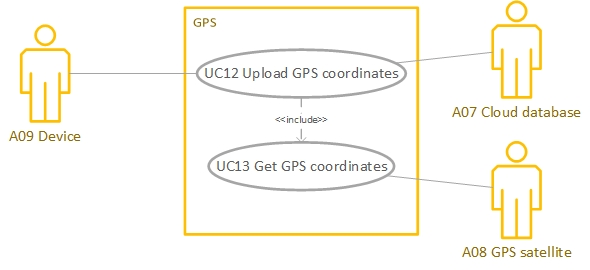 GPS
UC12 Upload GPS coordinates
A07 Cloud database
<<include>>
A09 Device
UC13 Get GPS coordinates
A08 GPS satellite